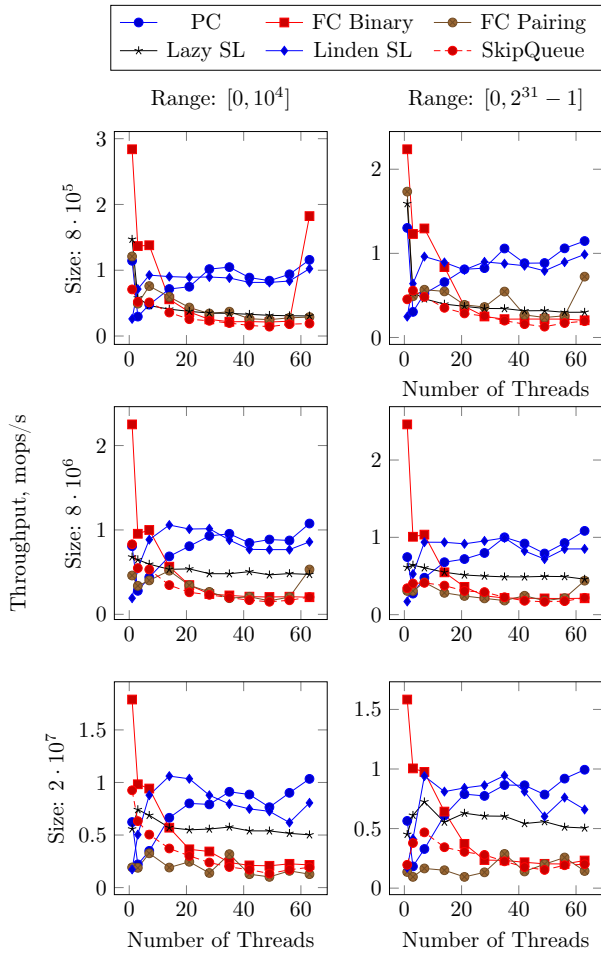 PC FC Binary FC Pairing
Lazy SL Linden SL SkipQueue
Range: [0, 10^4] Range: [0, 2^31 − 1]
Throughput, mops/s
Size: 8 · 10^5
3
2
1
0
0 20 40 60
2
1
0
0 20 40 60
Number of Threads
Size: 8 · 10^6
2
1
0
0 20 40 60
2
1
0
0 20 40 60
Size: 2 · 10^7
1.5
1
0.5
0
0 20 40 60
Number of Threads
1.5
1
0.5
0
0 20 40 60
Number of Threads